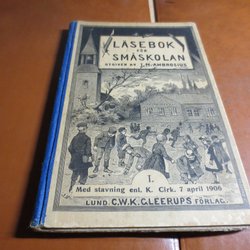 LÄSEBOK
FÖR
SMÅSKOLAN
UTGIFVEN AF J. M. AMBROSIUS
I.
Med stavning enl. K. Cirk. 7 april 1906
LUND. C.W.K. GLEERUPS FÖRLAG.